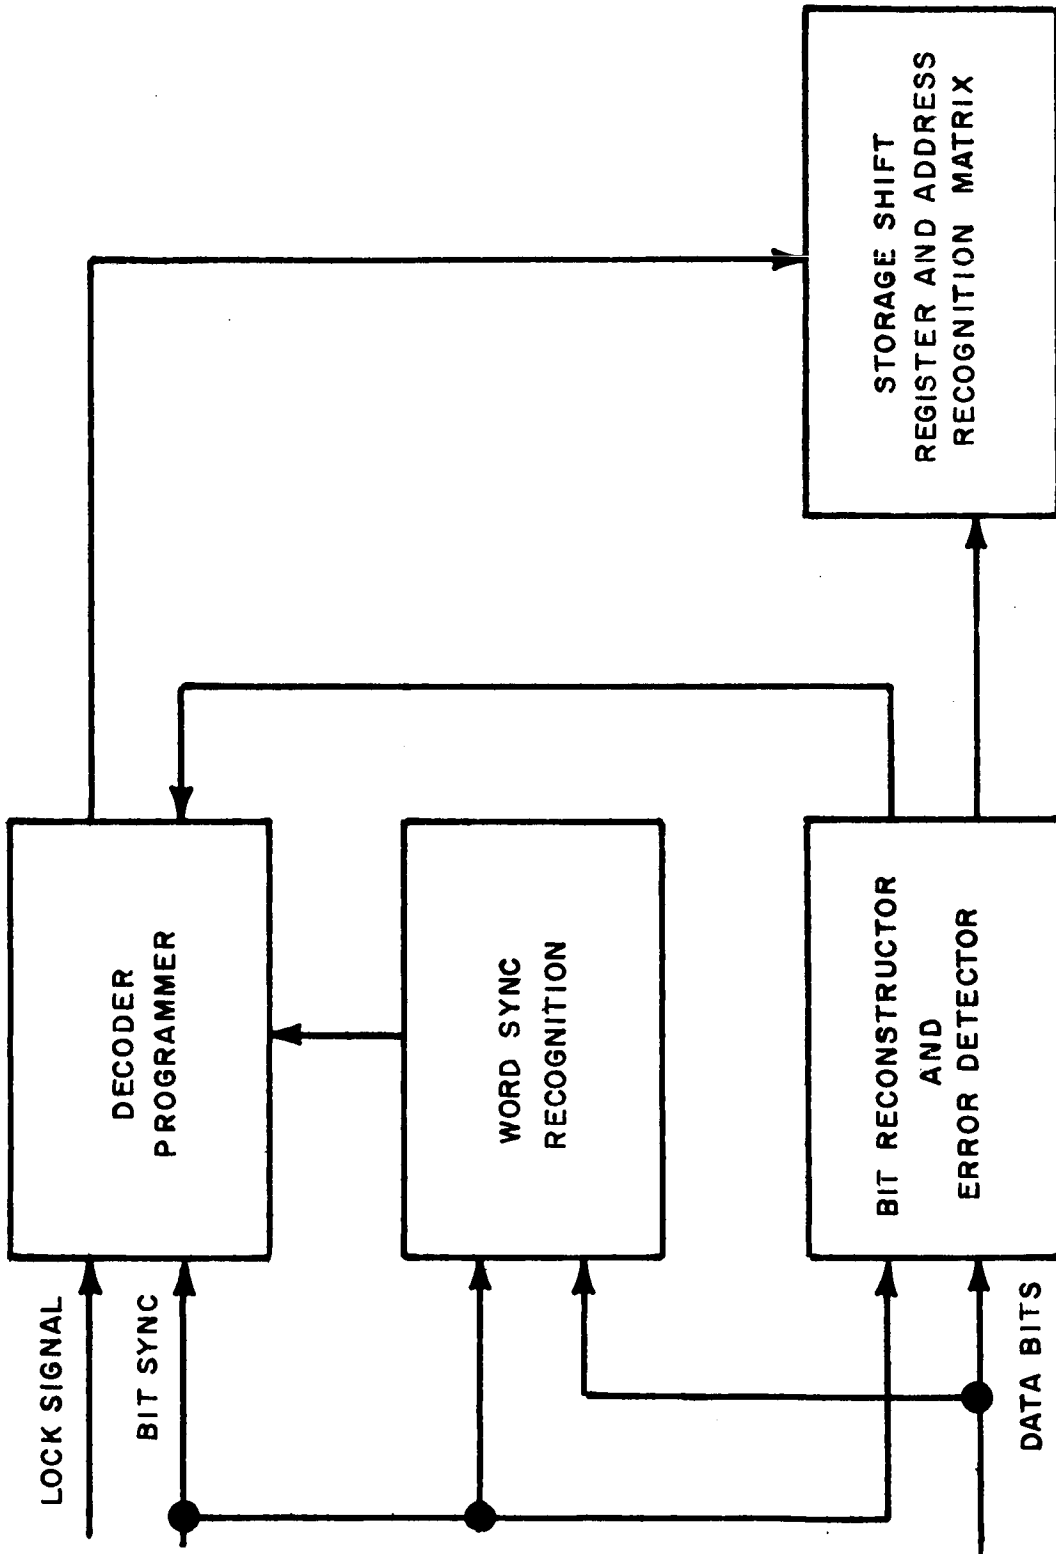 LOCK SIGNAL
BIT SYNC
DATA BITS
DECODER
PROGRAMMER
WORD SYNC
RECOGNITION
BIT RECONSTRUCTOR
AND
ERROR DETECTOR
STORAGE SHIFT
REGISTER AND ADDRESS
RECOGNITION MATRIX